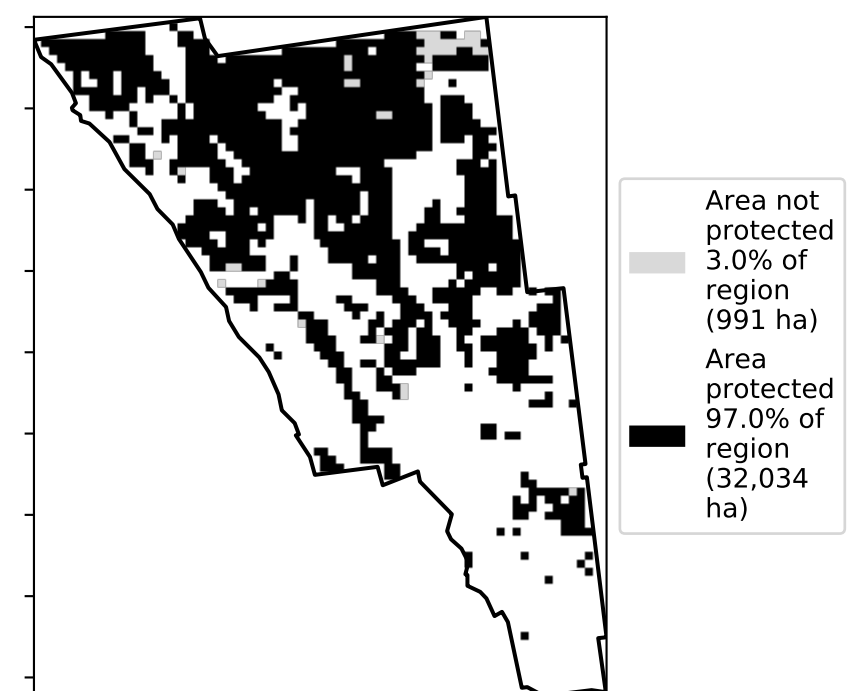 Area not
protected
3.0% of
region
(991 ha)
Area
protected
97.0% of
region
(32,034
ha)